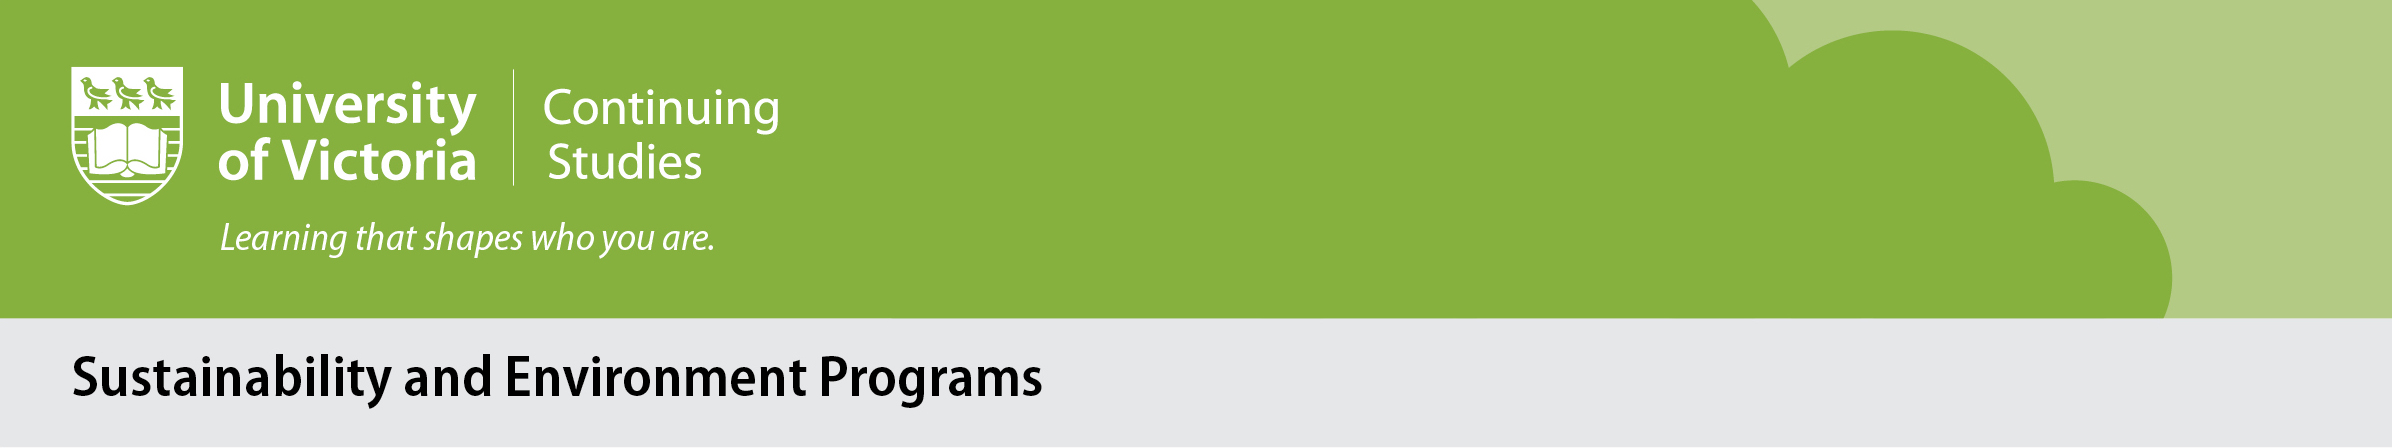 University
of Victoria
Continuing
Studies
Learning that shapes who you are.
Sustainability and Environment Programs